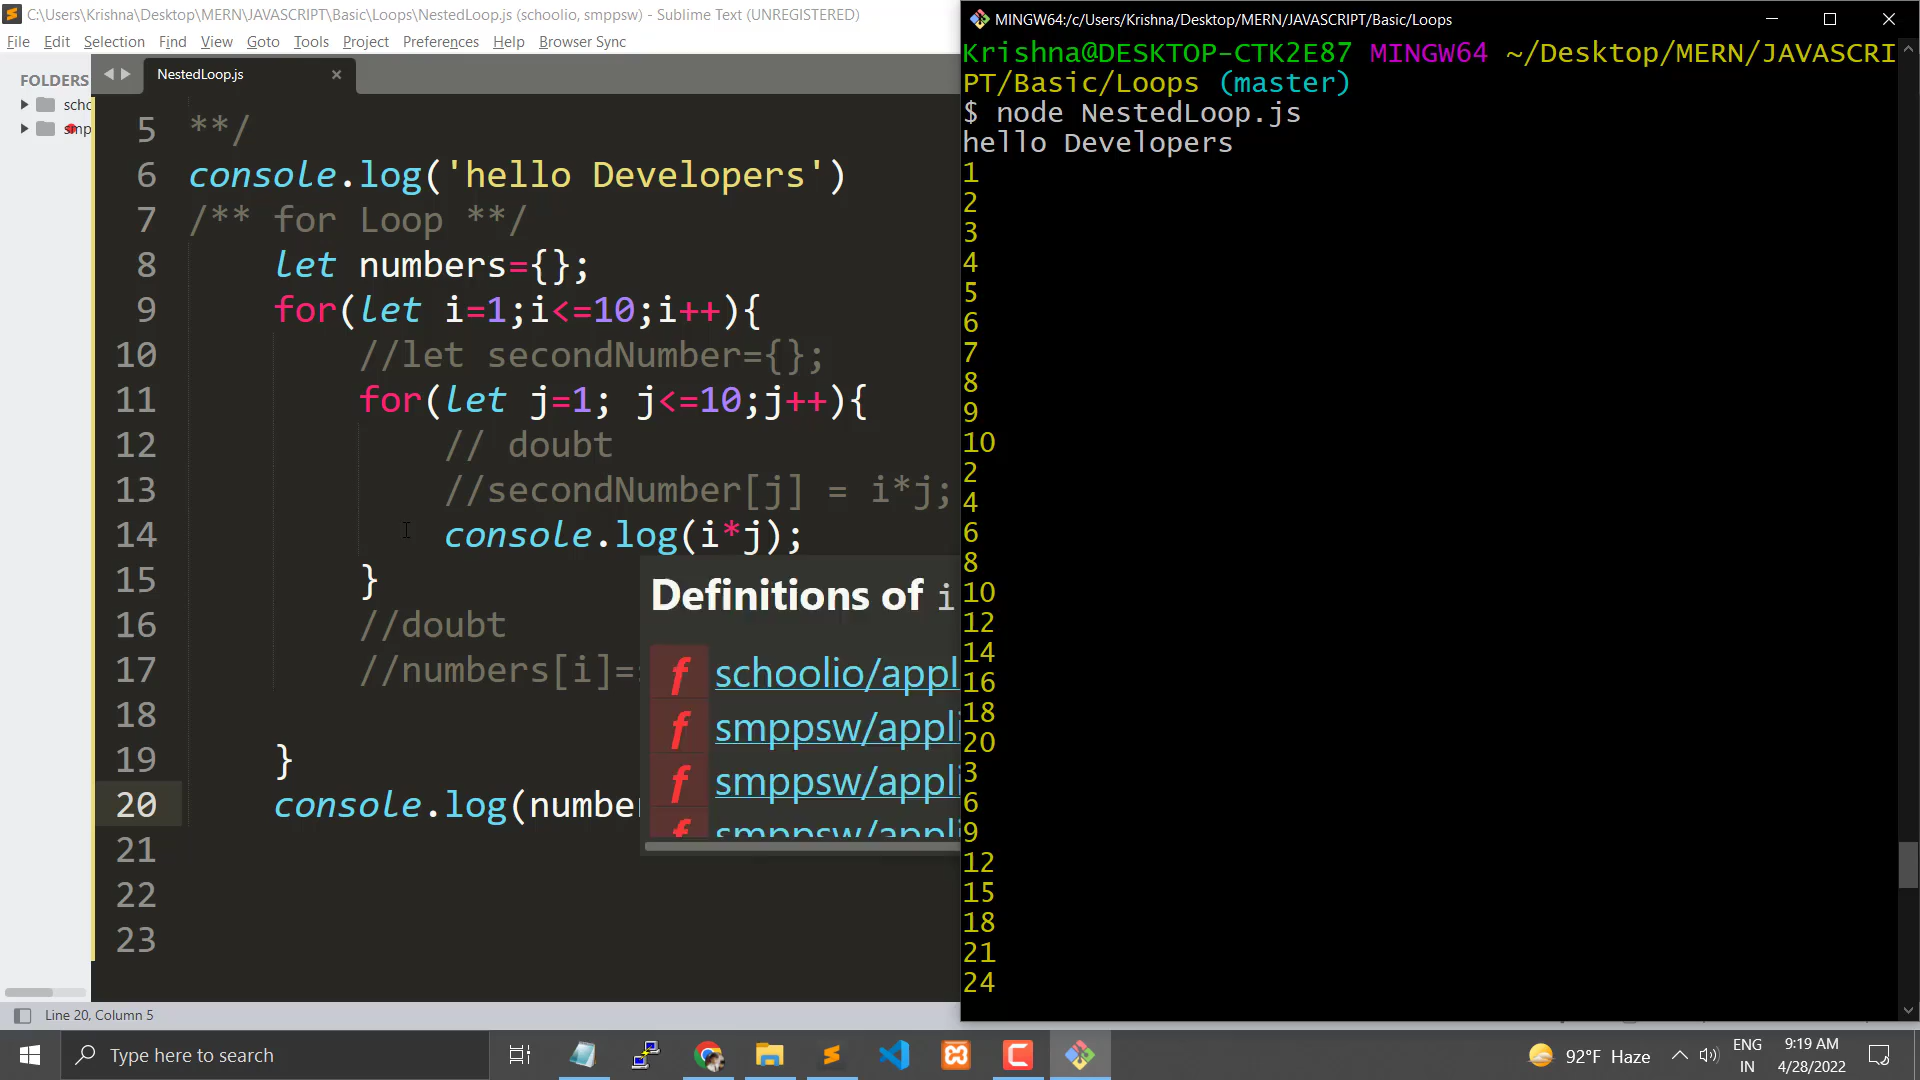 C:\Users\Krishna\Desktop\MERN\JAVASCRIPT\Basic\Loops\NestedLoop.js (schoolio, smppsw) - Sublime Text (UNREGISTERED)
File Edit Selection Find View Goto Tools Project Preferences Help Browser Sync
FOLDERS
scho
smp
NestedLoop.js ×
5 **/
6 console.log('hello Developers')
7 /** for Loop **/
8 let numbers={};
9 for(let i=1;i<=10;i++){
10 //let secondNumber={};
11 for(let j=1; j<=10;j++){
12 // doubt
13 //secondNumber[j] = i*j;
14 console.log(i*j);
15 }
16 //doubt
17 //numbers[i]=
18
19 }
20 console.log(number
21
22
23
Definitions of i
f schoolio/appl
f smppsw/appli
f smppsw/appli
f smppsw/appli
Line 20, Column 5
MINGW64:/c/Users/Krishna/Desktop/MERN/JAVASCRIPT/Basic/Loops
Krishna@DESKTOP-CTK2E87 MINGW64 ~/Desktop/MERN/JAVASCRI
PT/Basic/Loops (master)
$ node NestedLoop.js
hello Developers
1
2
3
4
5
6
7
8
9
10
2
4
6
8
10
12
14
16
18
20
3
6
9
12
15
18
21
24
Type here to search
92°F Haze
ENG
IN
9:19 AM
4/28/2022